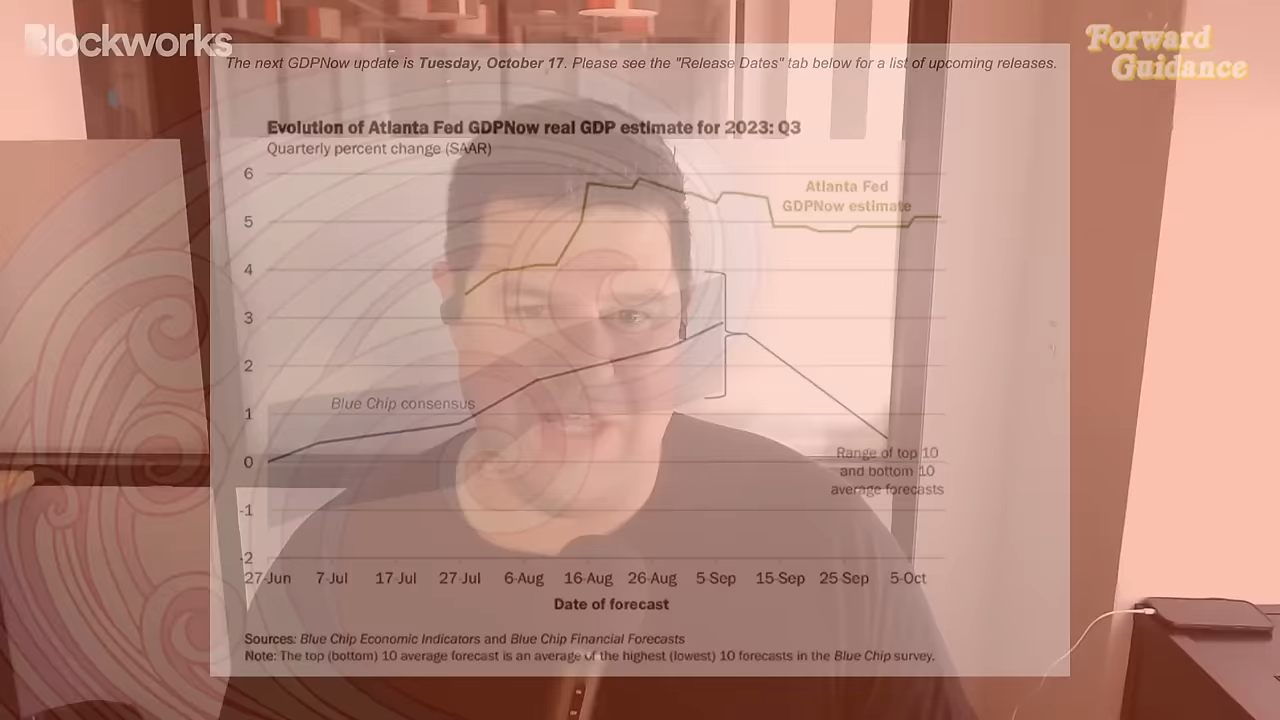 Blockworks
Forward
Guidance
The next GDPNow update is Tuesday, October 17. Please see the "Release Dates" tab below for a list of upcoming releases.
Evolution of Atlanta Fed GDPNow real GDP estimate for 2023: Q3
Quarterly percent change (SAAR)
6
5
4
3
2
1
0
-1
-2
Atlanta Fed
GDPNow estimate
Blue Chip consensus
Range of top 10
and bottom 10
average forecasts
27-Jun 7-Jul 17-Jul 27-Jul 6-Aug 16-Aug 26-Aug 5-Sep 15-Sep 25-Sep 5-Oct
Date of forecast
Sources: Blue Chip Economic Indicators and Blue Chip Financial Forecasts
Note: The top (bottom) 10 average forecast is an average of the highest (lowest) 10 forecasts in the Blue Chip survey.